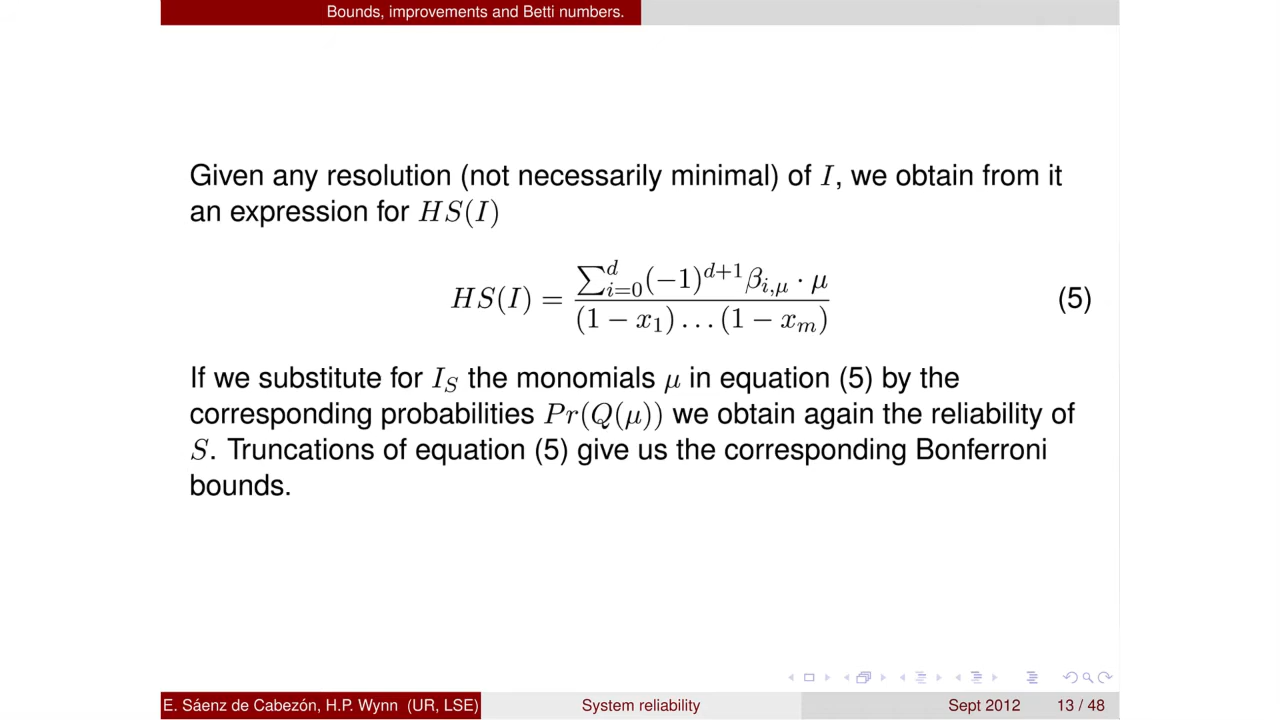 Bounds, improvements and Betti numbers.
Given any resolution (not necessarily minimal) of I, we obtain from it
an expression for HS(I)
HS(I) = \frac{\sum_{i=0}^{d}(-1)^{d+1}\beta_{i,\mu} \cdot \mu}{(1 - x_1) \dots (1 - x_m)} (5)
If we substitute for I_S the monomials μ in equation (5) by the
corresponding probabilities Pr(Q(μ)) we obtain again the reliability of
S. Truncations of equation (5) give us the corresponding Bonferroni
bounds.
E. Sáenz de Cabezón, H.P. Wynn (UR, LSE) System reliability Sept 2012 13 / 48